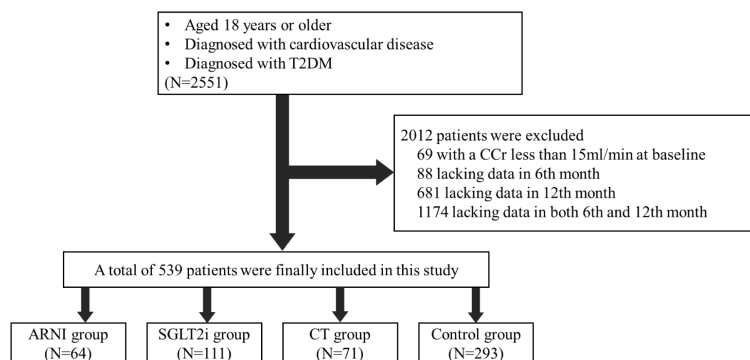 • Aged 18 years or older
• Diagnosed with cardiovascular disease
• Diagnosed with T2DM
(N=2551)
2012 patients were excluded
69 with a CCr less than 15ml/min at baseline
88 lacking data in 6th month
681 lacking data in 12th month
1174 lacking data in both 6th and 12th month
A total of 539 patients were finally included in this study
ARNI group
(N=64)
SGLT2i group
(N=111)
CT group
(N=71)
Control group
(N=293)